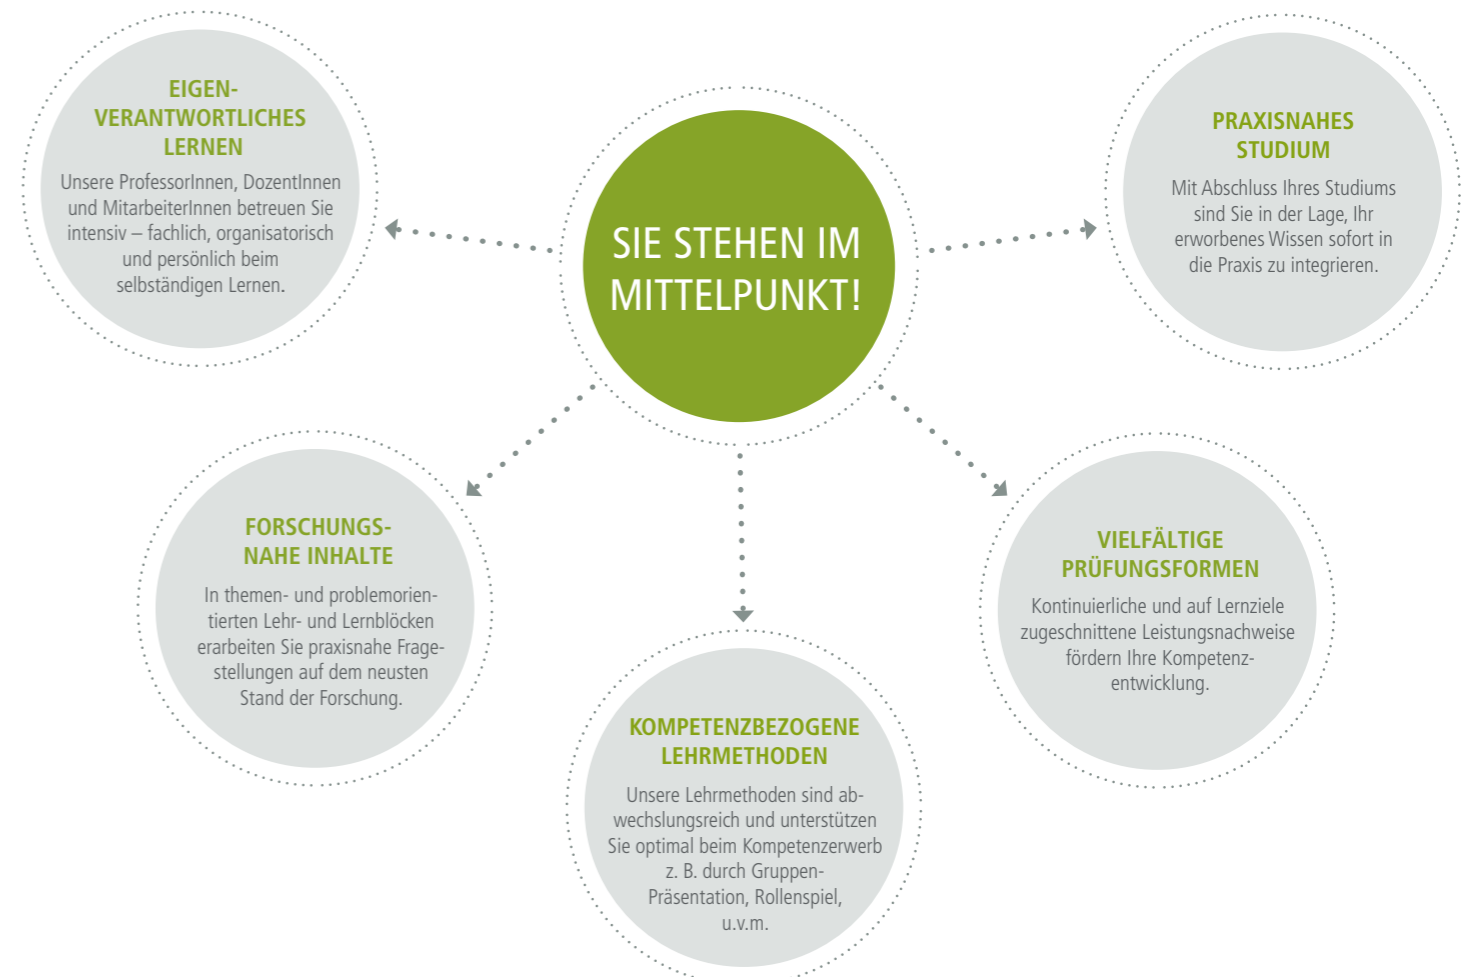 EIGEN-
VERANTWORTLICHES
LERNEN
Unsere ProfessorInnen, DozentInnen
und MitarbeiterInnen betreuen Sie
intensiv – fachlich, organisatorisch
und persönlich beim
selbständigen Lernen.
SIE STEHEN IM
MITTELPUNKT!
PRAXISNAHES
STUDIUM
Mit Abschluss Ihres Studiums
sind Sie in der Lage, Ihr
erworbenes Wissen sofort in
die Praxis zu integrieren.
FORSCHUNGS-
NAHE INHALTE
In themen- und problemorien-
tierten Lehr- und Lernblöcken
erarbeiten Sie praxisnahe Frage-
stellungen auf dem neusten
Stand der Forschung.
KOMPETENZBEZOGENE
LEHRMETHODEN
Unsere Lehrmethoden sind ab-
wechslungsreich und unterstützen
Sie optimal beim Kompetenzerwerb
z. B. durch Gruppen-
Präsentation, Rollenspiel,
u.v.m.
VIELFÄLTIGE
PRÜFUNGSFORMEN
Kontinuierliche und auf Lernziele
zugeschnittene Leistungsnachweise
fördern Ihre Kompetenz-
entwicklung.